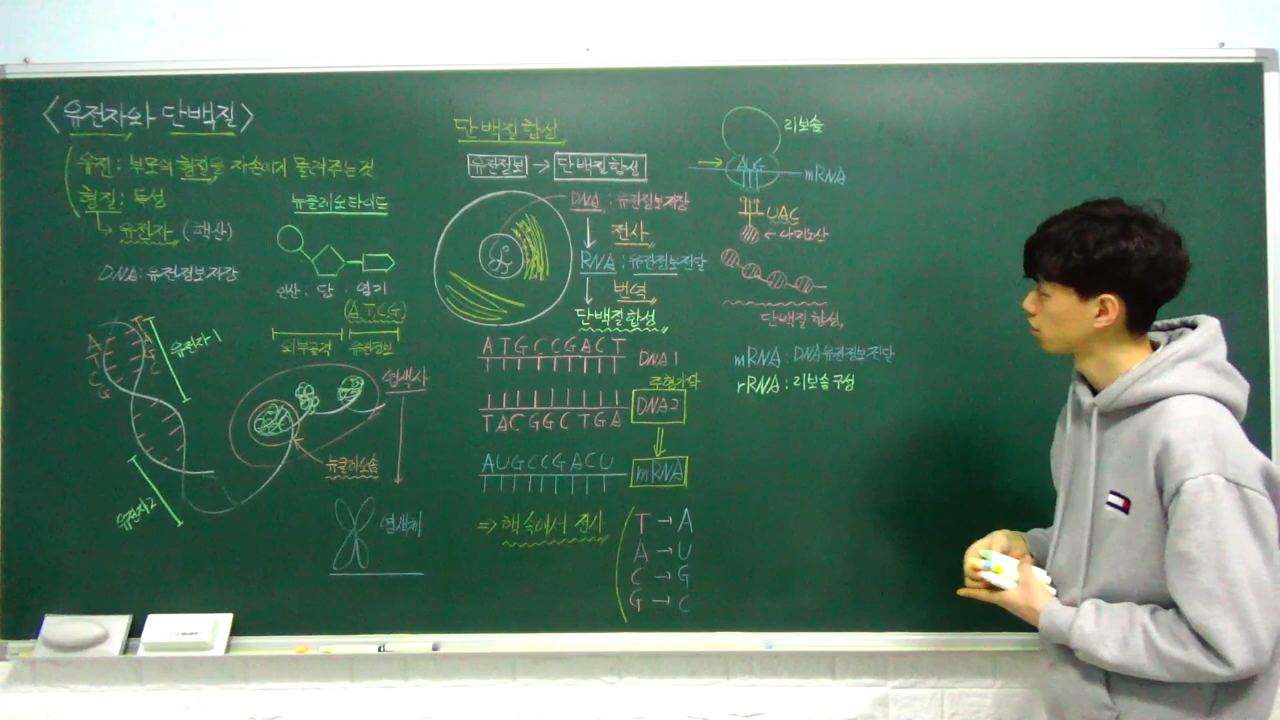 <유전자와 단백질>
유전: 부모의 형질을 자손에게 물려주는 것
형질: 특성
유전자 (핵산)
DNA: 유전정보저장
뉴클레오타이드
인산 · 당 · 염기
(A T C G)
외부골격 유전정보
A T C G
T A G C
유전자1
유전자2
염색사
뉴클레오솜
염색체
단백질 합성
유전정보 → 단백질합성
DNA : 유전정보저장
전사
RNA : 유전정보전달
번역
단백질합성
A T G C C G A C T DNA 1
주형가닥
T A C G G C T G A DNA 2
A U G C C G A C U mRNA
⇒ 핵 속에서 전사
T → A
A → U
C → G
G → C
리보솜
AUG mRNA
UAC
← 아미노산
단백질 합성.
mRNA : DNA유전정보전달
rRNA : 리보솜 구성